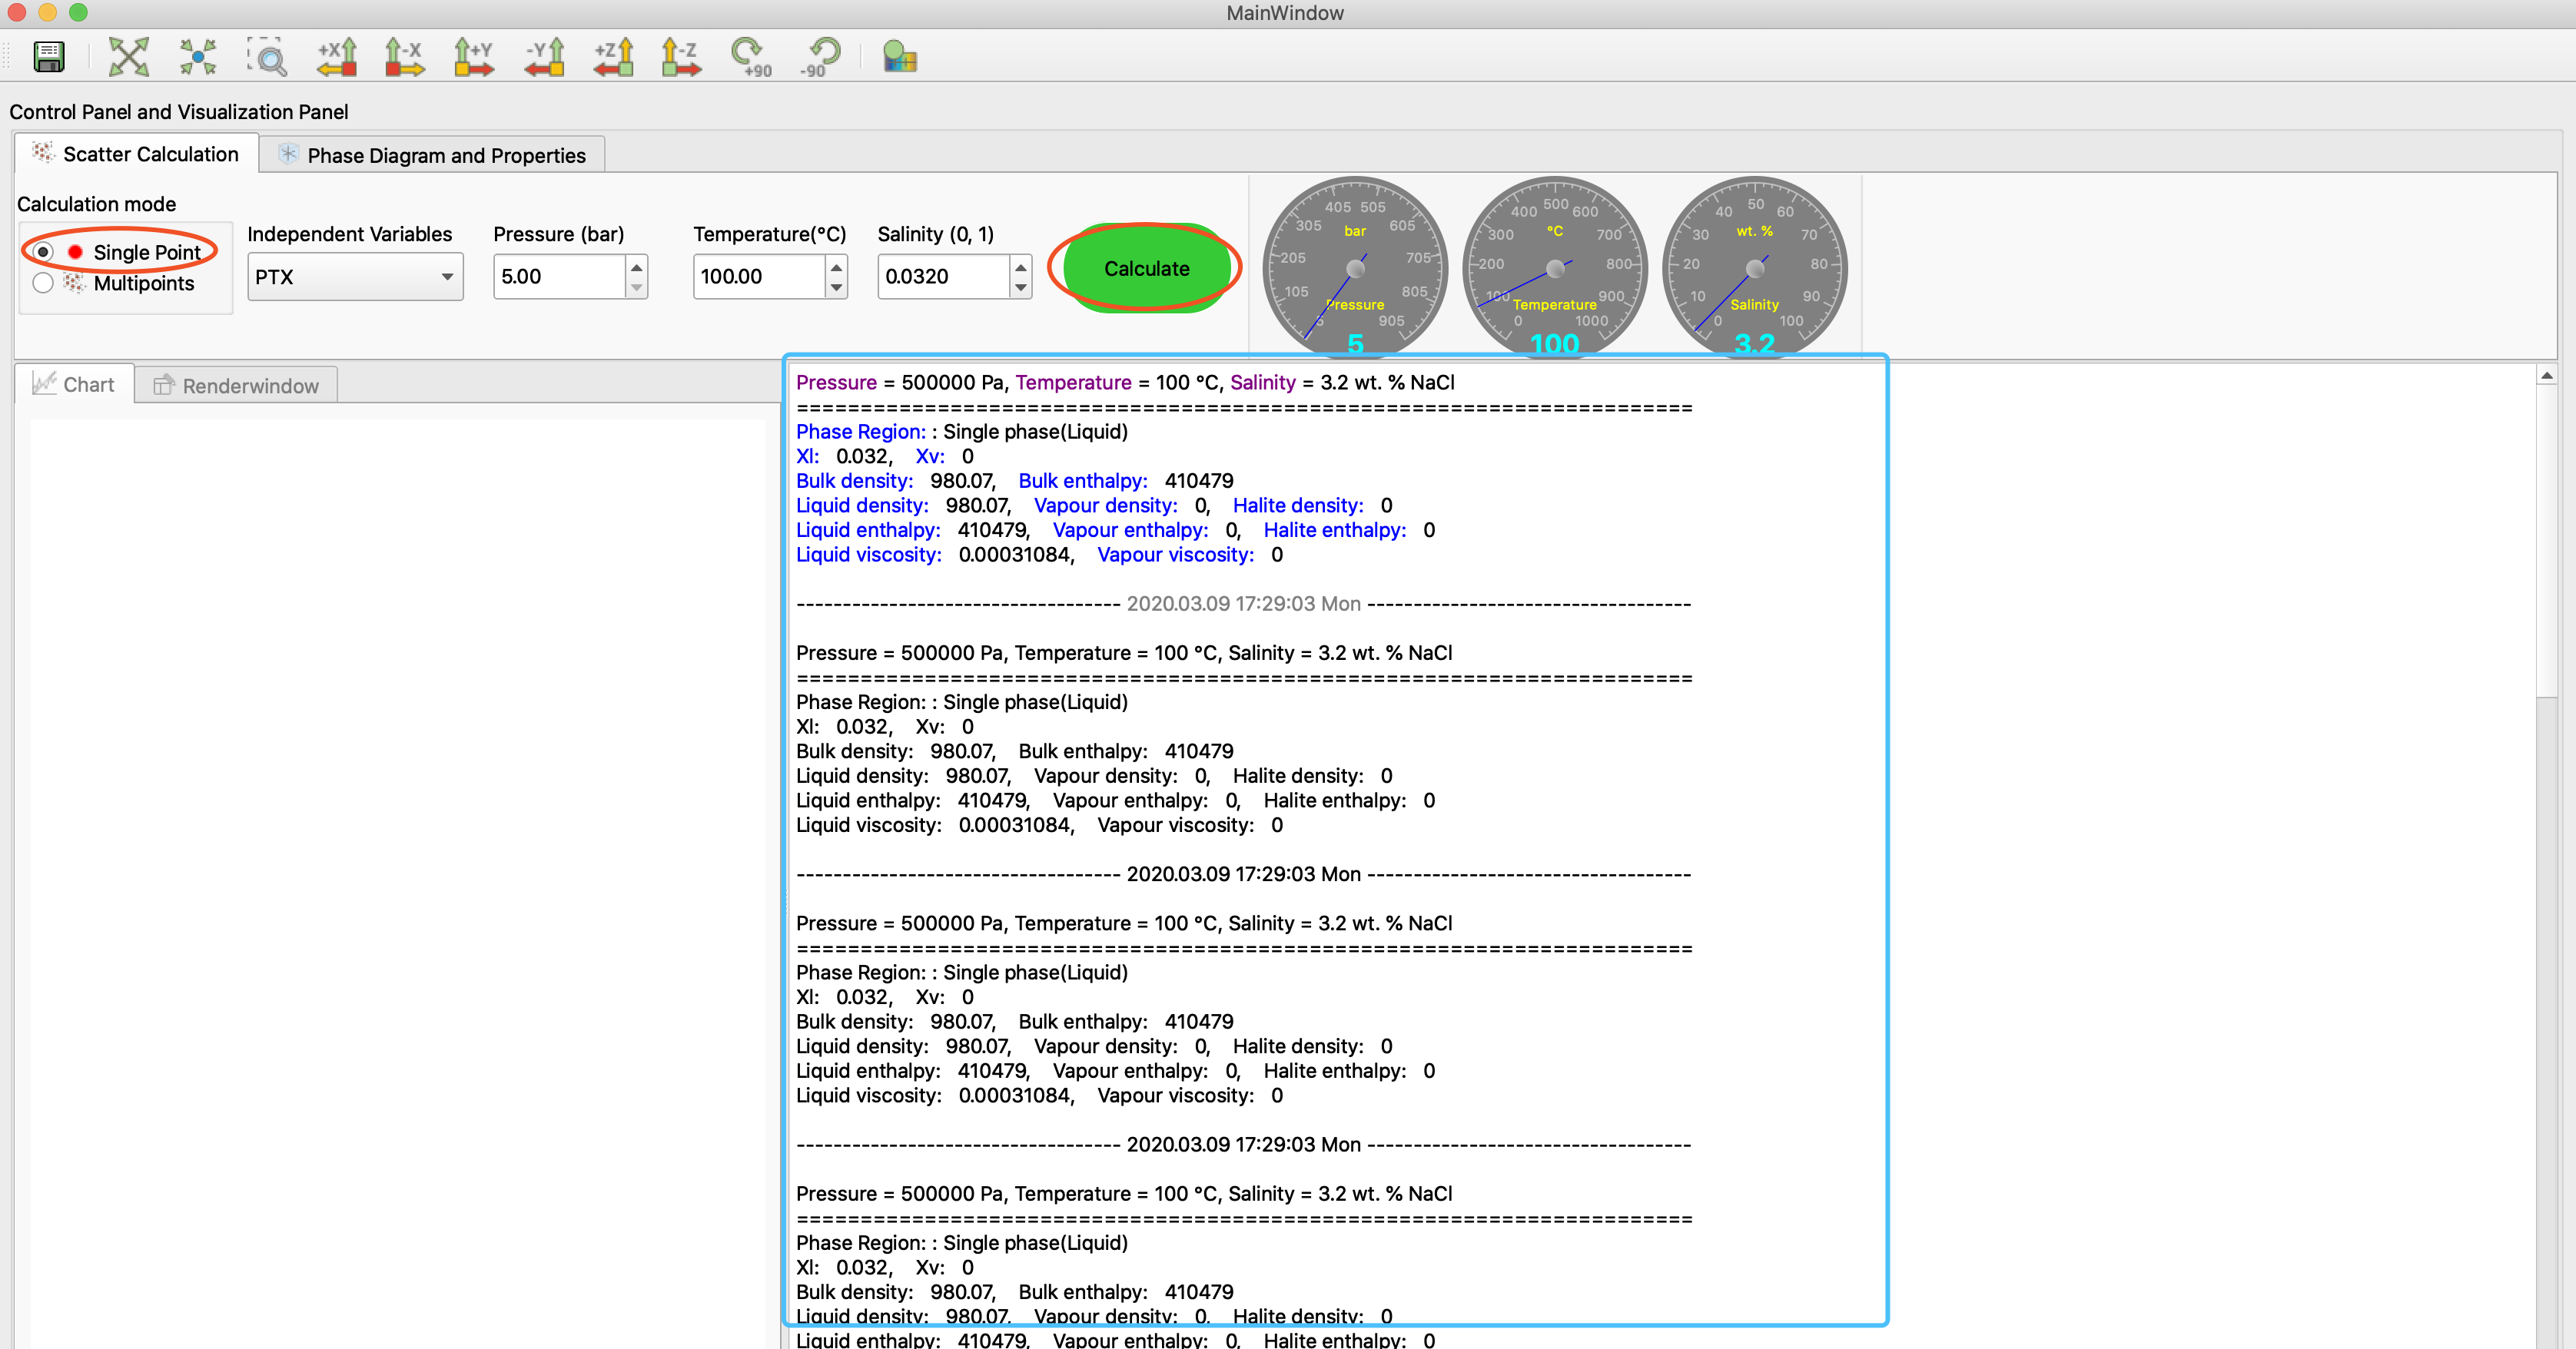 MainWindow
+X -X +Y -Y +Z -Z +90 -90
Control Panel and Visualization Panel
Scatter Calculation Phase Diagram and Properties
Calculation mode
Single Point
Multipoints
Independent Variables Pressure (bar) Temperature(°C) Salinity (0, 1)
PTX 5.00 100.00 0.0320 Calculate
405 505
305 605
bar
205 705
105 805
Pressure
5 905
5
500
400 600
300 700
°C
200 800
100 900
Temperature
0 1000
100
50
40 60
30 70
wt. %
20 80
10 90
Salinity
0 100
3.2
Chart Renderwindow
Pressure = 500000 Pa, Temperature = 100 °C, Salinity = 3.2 wt. % NaCl
======================================================================
Phase Region: : Single phase(Liquid)
Xl: 0.032, Xv: 0
Bulk density: 980.07, Bulk enthalpy: 410479
Liquid density: 980.07, Vapour density: 0, Halite density: 0
Liquid enthalpy: 410479, Vapour enthalpy: 0, Halite enthalpy: 0
Liquid viscosity: 0.00031084, Vapour viscosity: 0
----------------------------------- 2020.03.09 17:29:03 Mon -----------------------------------
Pressure = 500000 Pa, Temperature = 100 °C, Salinity = 3.2 wt. % NaCl
======================================================================
Phase Region: : Single phase(Liquid)
Xl: 0.032, Xv: 0
Bulk density: 980.07, Bulk enthalpy: 410479
Liquid density: 980.07, Vapour density: 0, Halite density: 0
Liquid enthalpy: 410479, Vapour enthalpy: 0, Halite enthalpy: 0
Liquid viscosity: 0.00031084, Vapour viscosity: 0
----------------------------------- 2020.03.09 17:29:03 Mon -----------------------------------
Pressure = 500000 Pa, Temperature = 100 °C, Salinity = 3.2 wt. % NaCl
======================================================================
Phase Region: : Single phase(Liquid)
Xl: 0.032, Xv: 0
Bulk density: 980.07, Bulk enthalpy: 410479
Liquid density: 980.07, Vapour density: 0, Halite density: 0
Liquid enthalpy: 410479, Vapour enthalpy: 0, Halite enthalpy: 0
Liquid viscosity: 0.00031084, Vapour viscosity: 0
----------------------------------- 2020.03.09 17:29:03 Mon -----------------------------------
Pressure = 500000 Pa, Temperature = 100 °C, Salinity = 3.2 wt. % NaCl
======================================================================
Phase Region: : Single phase(Liquid)
Xl: 0.032, Xv: 0
Bulk density: 980.07, Bulk enthalpy: 410479
Liquid density: 980.07, Vapour density: 0, Halite density: 0
Liquid enthalpy: 410479, Vapour enthalpy: 0, Halite enthalpy: 0